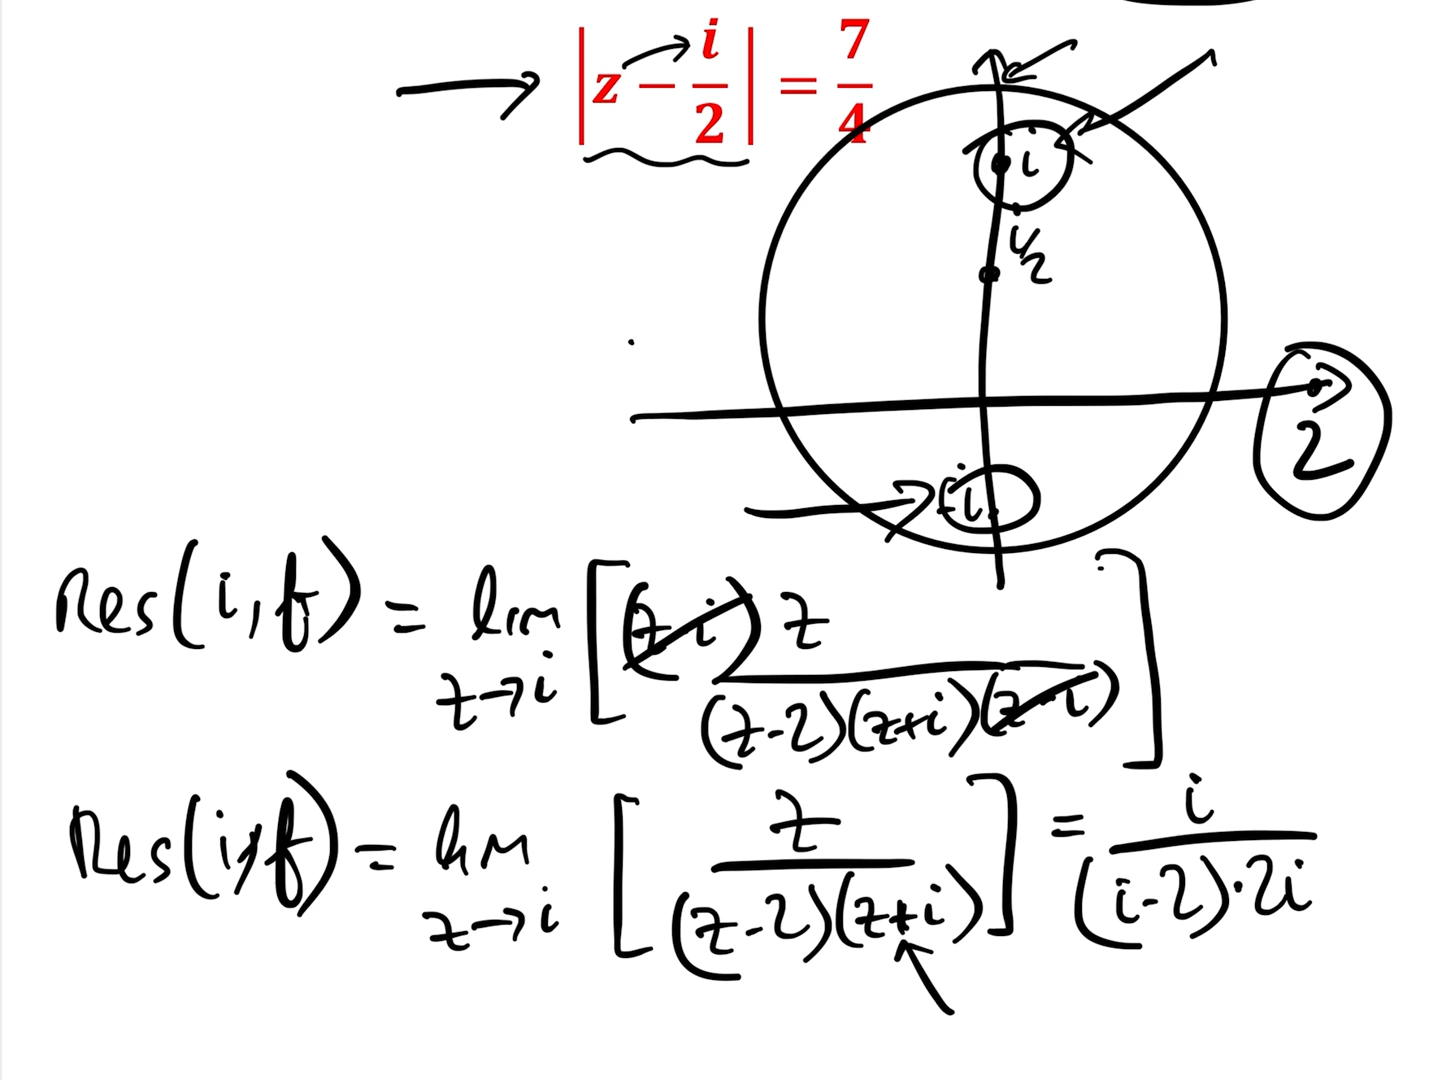 |z − i/2| = 7/4
i
i/2
2
-i
Res(i, f) = lim z→i [ (z-i) z / (z-2)(z+i)(z-i) ]
Res(i, f) = lim z→i [ z / (z-2)(z+i) ] = i / (i-2)·2i